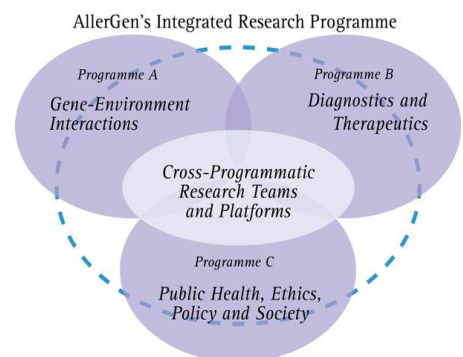 AllerGen's Integrated Research Programme
Programme A
Gene-Environment
Interactions
Programme B
Diagnostics and
Therapeutics
Cross-Programmatic
Research Teams
and Platforms
Programme C
Public Health, Ethics,
Policy and Society